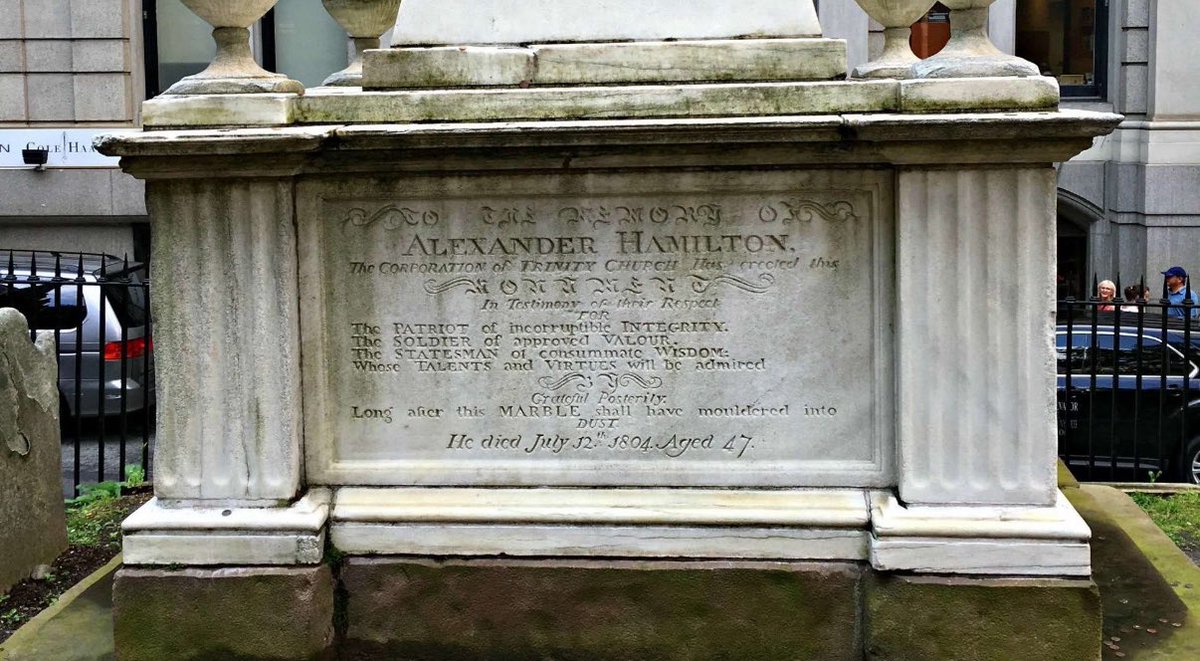 COLE HAA
TO THE MEMORY OF
ALEXANDER HAMILTON.
The CORPORATION of TRINITY CHURCH Has erected this
MONUMENT
In Testimony of their Respect
FOR
The PATRIOT of incorruptible INTEGRITY.
The SOLDIER of approved VALOUR.
The STATESMAN of consummate WISDOM:
Whose TALENTS and VIRTUES will be admired
BY
Grateful Posterity.
Long after this MARBLE shall have mouldered into
DUST.
He died July 12th 1804. Aged 47.